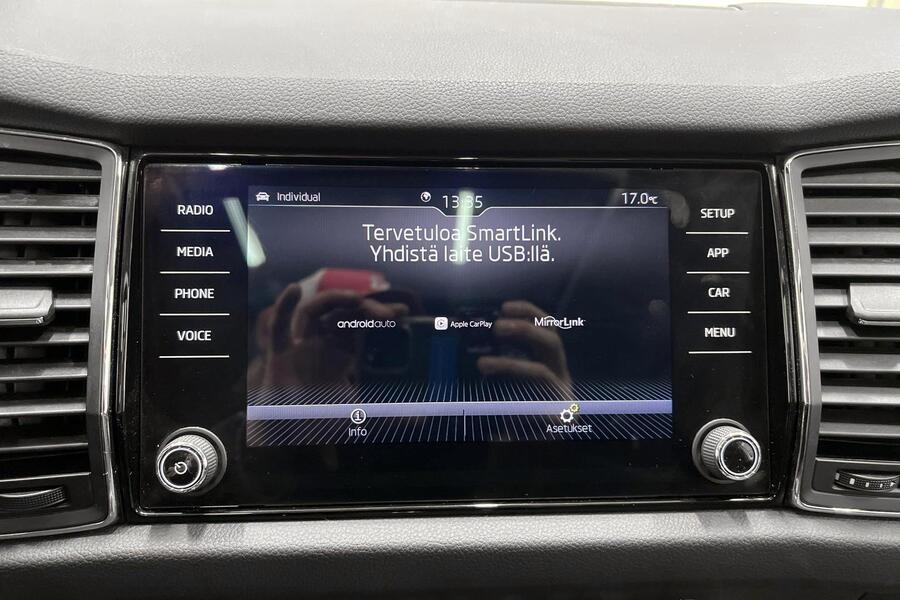 RADIO
MEDIA
PHONE
VOICE
Individual
13:35
17.0℃
Tervetuloa SmartLink.
Yhdistä laite USB:llä.
androidauto
Apple CarPlay
MirrorLink
Info
Asetukset
SETUP
APP
CAR
MENU